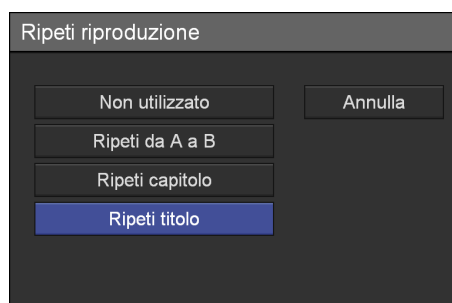 Ripeti riproduzione
Non utilizzato
Annulla
Ripeti da A a B
Ripeti capitolo
Ripeti titolo